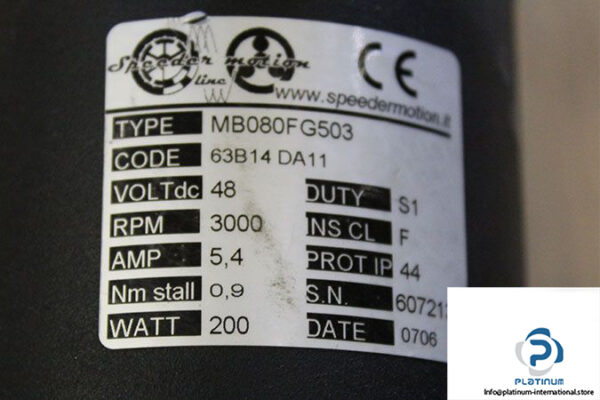 Speeder motion
line
CE
www.speedermotion.it
TYPE MB080FG503
CODE 63B14 DA11
VOLTdc 48 DUTY S1
RPM 3000 INS CL F
AMP 5,4 PROT IP 44
Nm stall 0,9 S.N.
WATT 200 DATE 0706
PLATINUM
www.platinum-international.store